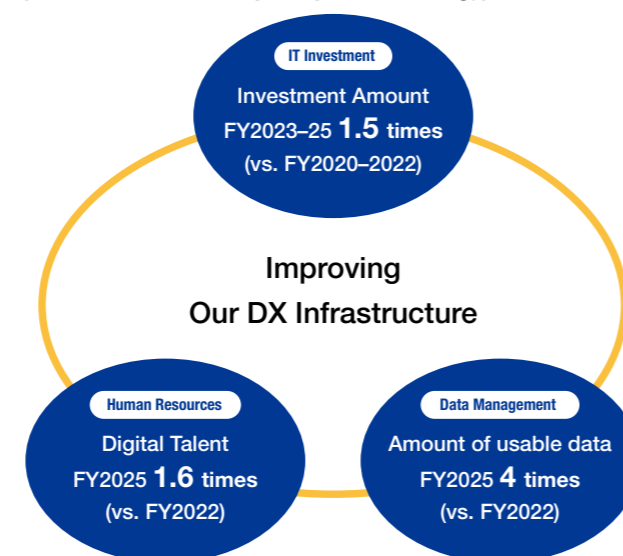 IT Investment
Investment Amount
FY2023–25 1.5 times
(vs. FY2020–2022)
Improving
Our DX Infrastructure
Human Resources
Digital Talent
FY2025 1.6 times
(vs. FY2022)
Data Management
Amount of usable data
FY2025 4 times
(vs. FY2022)